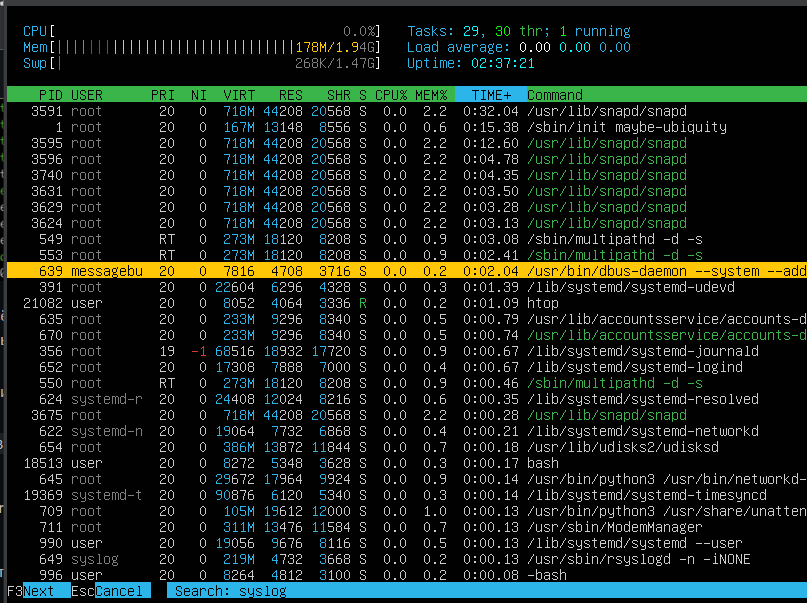 CPU[ 0.0%] Tasks: 29, 30 thr; 1 running
Mem[||||||||||||||||||||||||||||||178M/1.94G] Load average: 0.00 0.00 0.00
Swp[| 268K/1.47G] Uptime: 02:37:21
PID USER PRI NI VIRT RES SHR S CPU% MEM% TIME+ Command
3591 root 20 0 718M 44208 20568 S 0.0 2.2 0:32.04 /usr/lib/snapd/snapd
1 root 20 0 167M 13148 8556 S 0.0 0.6 0:15.38 /sbin/init maybe-ubiquity
3595 root 20 0 718M 44208 20568 S 0.0 2.2 0:12.60 /usr/lib/snapd/snapd
3596 root 20 0 718M 44208 20568 S 0.0 2.2 0:04.78 /usr/lib/snapd/snapd
3740 root 20 0 718M 44208 20568 S 0.0 2.2 0:04.35 /usr/lib/snapd/snapd
3631 root 20 0 718M 44208 20568 S 0.0 2.2 0:03.50 /usr/lib/snapd/snapd
3629 root 20 0 718M 44208 20568 S 0.0 2.2 0:03.28 /usr/lib/snapd/snapd
3624 root 20 0 718M 44208 20568 S 0.0 2.2 0:03.13 /usr/lib/snapd/snapd
549 root RT 0 273M 18120 8208 S 0.0 0.9 0:03.08 /sbin/multipathd -d -s
553 root RT 0 273M 18120 8208 S 0.0 0.9 0:02.41 /sbin/multipathd -d -s
639 messagebu 20 0 7816 4708 3716 S 0.0 0.2 0:02.04 /usr/bin/dbus-daemon --system --add
391 root 20 0 22604 6296 4328 S 0.0 0.3 0:01.39 /lib/systemd/systemd-udevd
21082 user 20 0 8052 4064 3336 R 0.0 0.2 0:01.09 htop
635 root 20 0 233M 9296 8340 S 0.0 0.5 0:00.79 /usr/lib/accountsservice/accounts-d
670 root 20 0 233M 9296 8340 S 0.0 0.5 0:00.74 /usr/lib/accountsservice/accounts-d
356 root 19 -1 68516 18932 17720 S 0.0 0.9 0:00.67 /lib/systemd/systemd-journald
652 root 20 0 17308 7888 7000 S 0.0 0.4 0:00.67 /lib/systemd/systemd-logind
550 root RT 0 273M 18120 8208 S 0.0 0.9 0:00.46 /sbin/multipathd -d -s
624 systemd-r 20 0 24408 12024 8216 S 0.0 0.6 0:00.35 /lib/systemd/systemd-resolved
3675 root 20 0 718M 44208 20568 S 0.0 2.2 0:00.28 /usr/lib/snapd/snapd
622 systemd-n 20 0 19064 7732 6868 S 0.0 0.4 0:00.21 /lib/systemd/systemd-networkd
654 root 20 0 386M 13872 11844 S 0.0 0.7 0:00.18 /usr/lib/udisks2/udisksd
18513 user 20 0 8272 5348 3628 S 0.0 0.3 0:00.17 bash
645 root 20 0 29672 17964 9924 S 0.0 0.9 0:00.14 /usr/bin/python3 /usr/bin/networkd-
19369 systemd-t 20 0 90876 6120 5340 S 0.0 0.3 0:00.14 /lib/systemd/systemd-timesyncd
709 root 20 0 105M 19612 12000 S 0.0 1.0 0:00.13 /usr/bin/python3 /usr/share/unatten
711 root 20 0 311M 13476 11584 S 0.0 0.7 0:00.13 /usr/sbin/ModemManager
990 user 20 0 19056 9676 8116 S 0.0 0.5 0:00.13 /lib/systemd/systemd --user
649 syslog 20 0 219M 4732 3668 S 0.0 0.2 0:00.13 /usr/sbin/rsyslogd -n -iNONE
996 user 20 0 8264 4812 3100 S 0.0 0.2 0:00.08 -bash
F3Next EscCancel Search: syslog